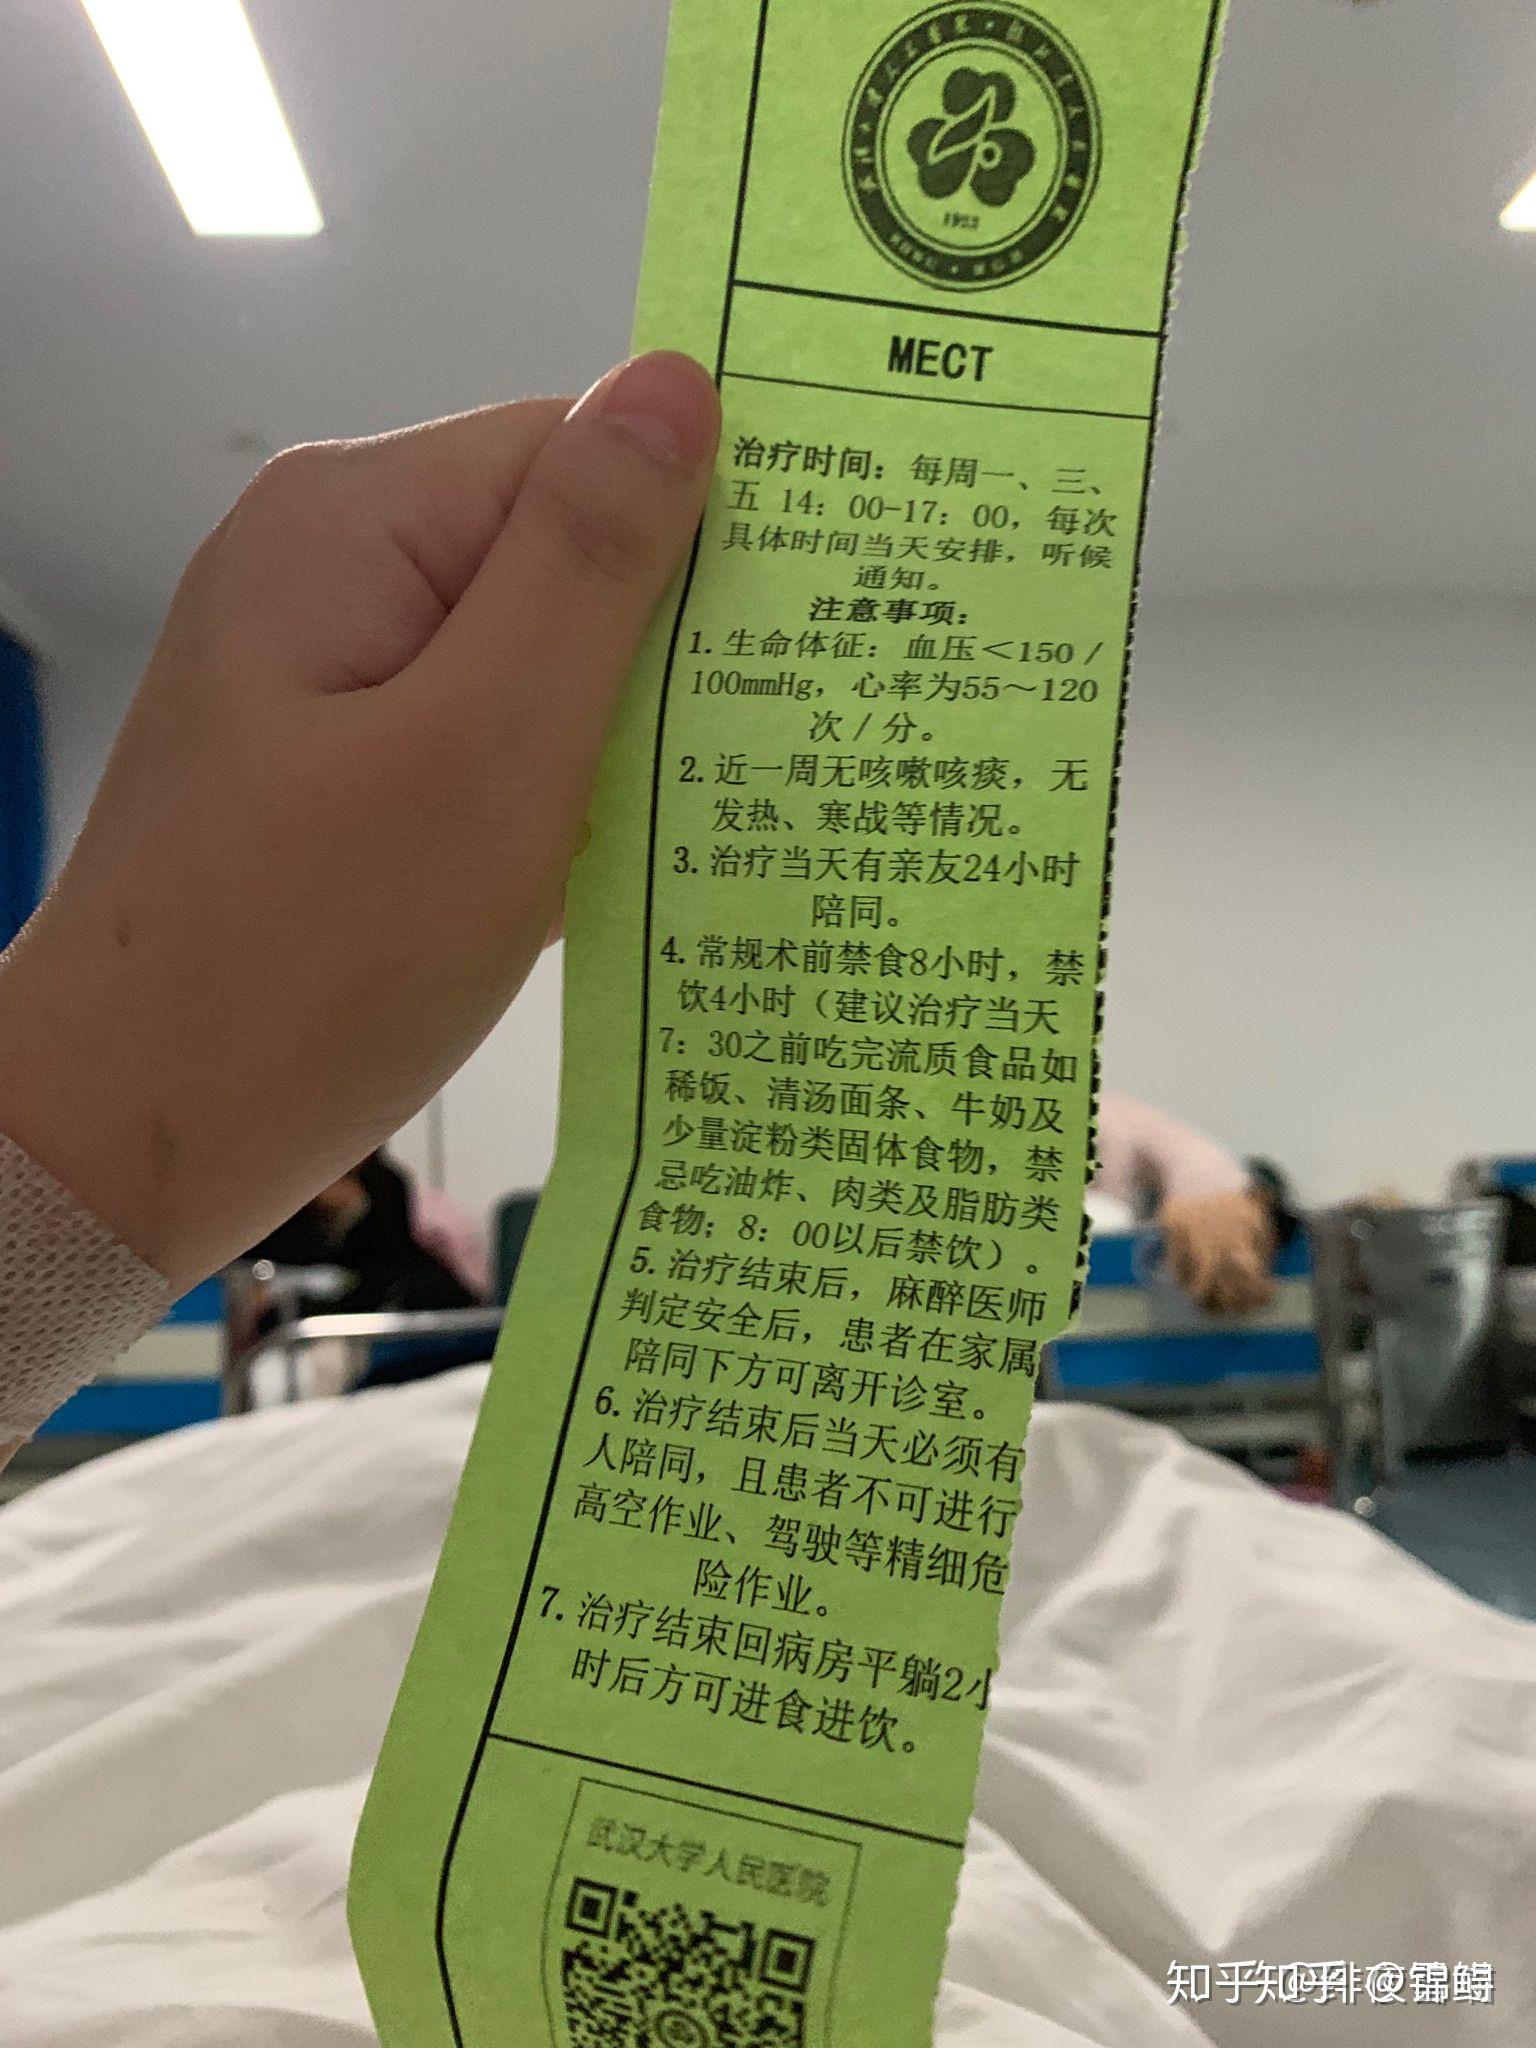 1953
MECT
治疗时间：每周一、三、
五 14：00-17：00，每次
具体时间当天安排，听候
通知。
注意事项：
1. 生命体征：血压＜150／
100mmHg，心率为55～120
次／分。
2. 近一周无咳嗽咳痰，无
发热、寒战等情况。
3. 治疗当天有亲友24小时
陪同。
4. 常规术前禁食8小时，禁
饮4小时（建议治疗当天
7：30之前吃完流质食品如
稀饭、清汤面条、牛奶及
少量淀粉类固体食物，禁
忌吃油炸、肉类及脂肪类
食物；8：00以后禁饮）。
5. 治疗结束后，麻醉医师
判定安全后，患者在家属
陪同下方可离开诊室。
6. 治疗结束后当天必须有
人陪同，且患者不可进行
高空作业、驾驶等精细危
险作业。
7. 治疗结束回病房平躺2小
时后方可进食进饮。
武汉大学人民医院
知乎